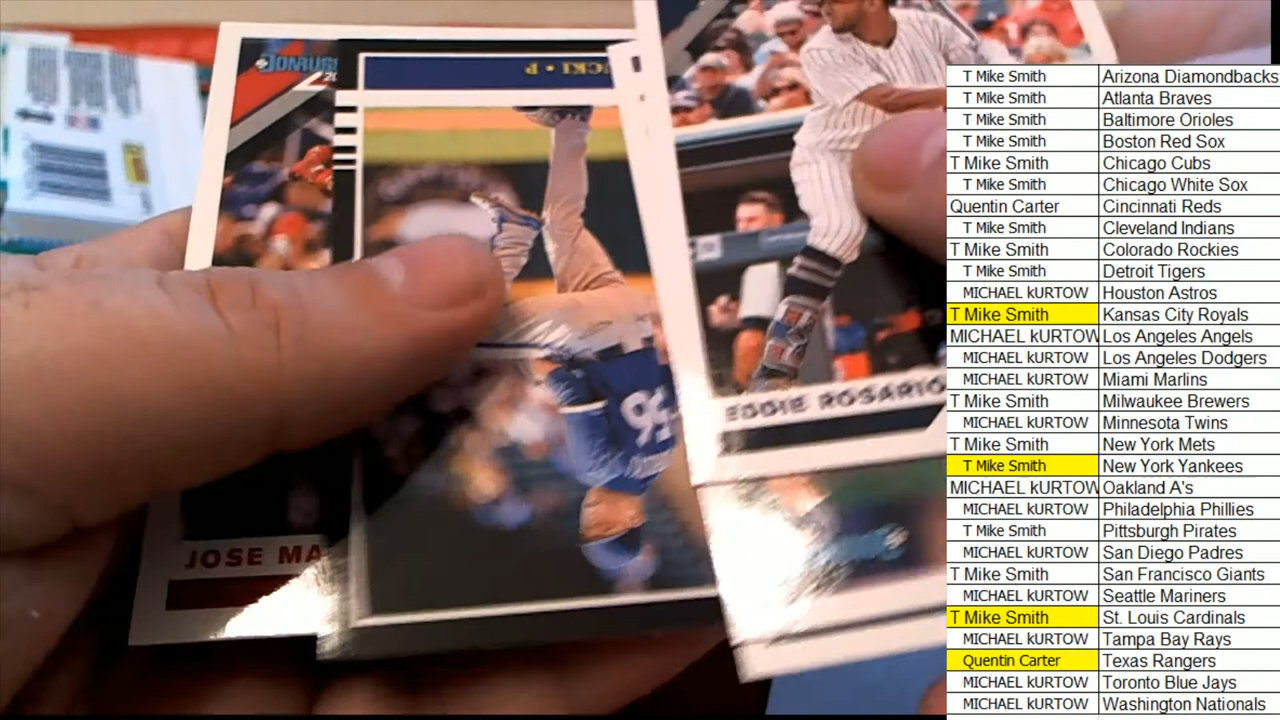 DONRUSS
CKI • P
95
JOSE MA
EDDIE ROSARIO
T Mike Smith Arizona Diamondbacks
T Mike Smith Atlanta Braves
T Mike Smith Baltimore Orioles
T Mike Smith Boston Red Sox
T Mike Smith Chicago Cubs
T Mike Smith Chicago White Sox
Quentin Carter Cincinnati Reds
T Mike Smith Cleveland Indians
T Mike Smith Colorado Rockies
T Mike Smith Detroit Tigers
MICHAEL kURTOW Houston Astros
T Mike Smith Kansas City Royals
MICHAEL kURTOW Los Angeles Angels
MICHAEL kURTOW Los Angeles Dodgers
MICHAEL kURTOW Miami Marlins
T Mike Smith Milwaukee Brewers
MICHAEL kURTOW Minnesota Twins
T Mike Smith New York Mets
T Mike Smith New York Yankees
MICHAEL kURTOW Oakland A's
MICHAEL kURTOW Philadelphia Phillies
T Mike Smith Pittsburgh Pirates
MICHAEL kURTOW San Diego Padres
T Mike Smith San Francisco Giants
MICHAEL kURTOW Seattle Mariners
T Mike Smith St. Louis Cardinals
MICHAEL kURTOW Tampa Bay Rays
Quentin Carter Texas Rangers
MICHAEL kURTOW Toronto Blue Jays
MICHAEL kURTOW Washington Nationals